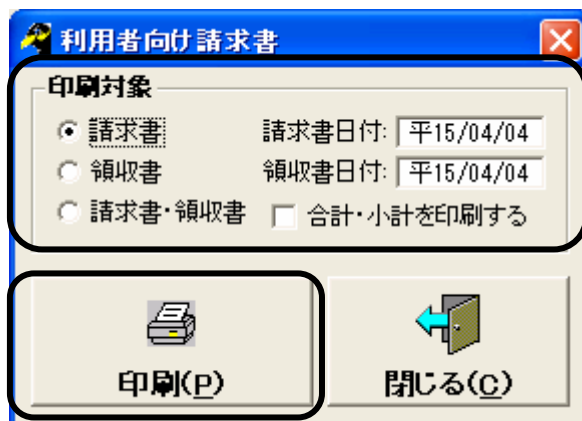 利用者向け請求書
印刷対象
請求書 請求書日付: 平15/04/04
領収書 領収書日付: 平15/04/04
請求書・領収書 合計・小計を印刷する
印刷(P) 閉じる(C)